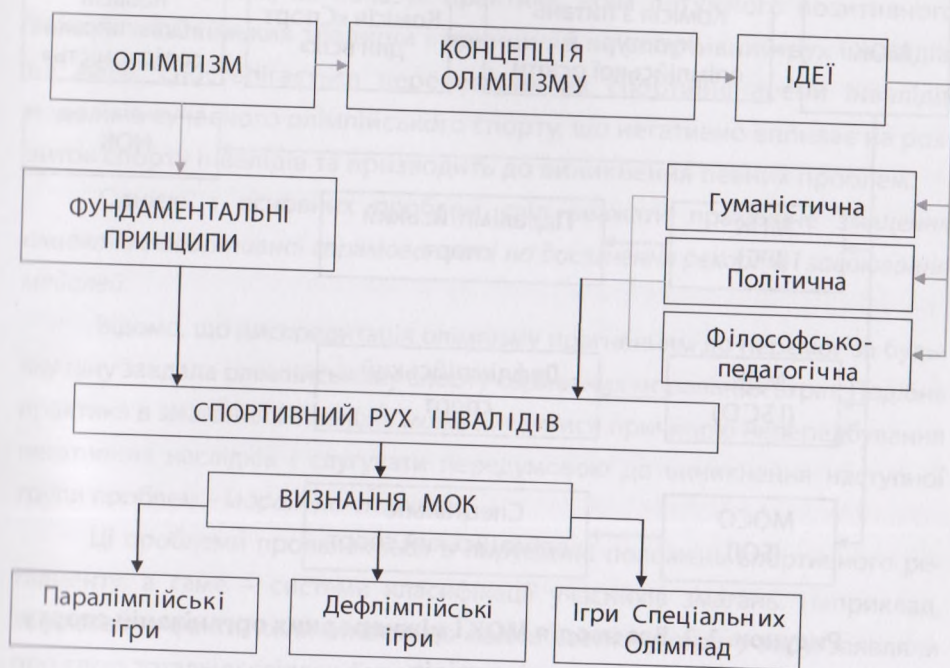 ОЛІМПІЗМ
КОНЦЕПЦІЯ
ОЛІМПІЗМУ
ІДЕЇ
ФУНДАМЕНТАЛЬНІ
ПРИНЦИПИ
Гуманістична
Політична
Філософсько-
педагогічна
СПОРТИВНИЙ РУХ ІНВАЛІДІВ
ВИЗНАННЯ МОК
Паралімпійські
ігри
Дефлімпійські
ігри
Ігри Спеціальних
Олімпіад